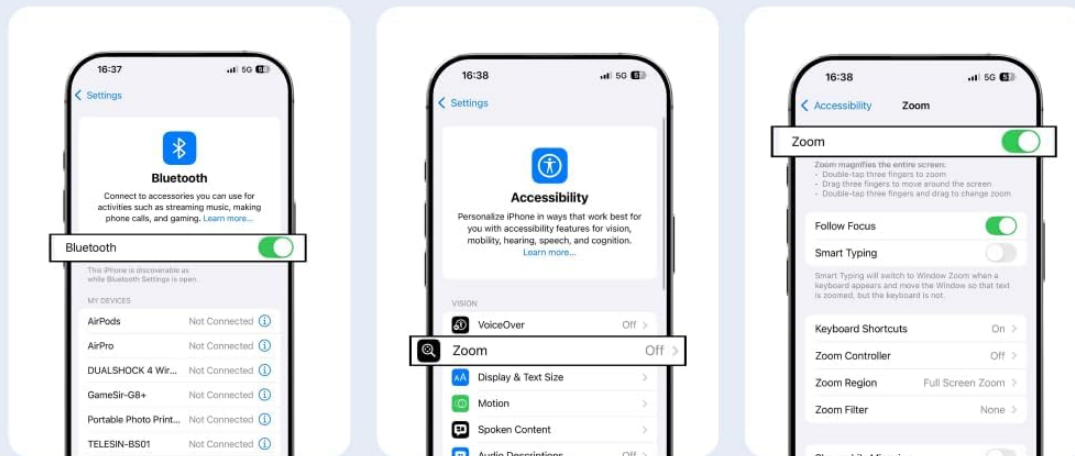 16:37
5G
Settings
Bluetooth
Connect to accessories you can use for
activities such as streaming music, making
phone calls, and gaming. Learn more...
Bluetooth
This iPhone is discoverable as
while Bluetooth Settings is open.
MY DEVICES
AirPods Not Connected
AirPro Not Connected
DUALSHOCK 4 Wir... Not Connected
GameSir-G8+ Not Connected
Portable Photo Print... Not Connected
TELESIN-BS01 Not Connected
16:38
5G
Settings
Accessibility
Personalize iPhone in ways that work best for
you with accessibility features for vision,
mobility, hearing, speech, and cognition.
Learn more...
VISION
VoiceOver Off
Zoom Off
AA Display & Text Size
Motion
Spoken Content
Audio Descriptions Off
16:38
5G
Accessibility Zoom
Zoom
Zoom magnifies the entire screen:
- Double-tap three fingers to zoom
- Drag three fingers to move around the screen
- Double-tap three fingers and drag to change zoom
Follow Focus
Smart Typing
Smart Typing will switch to Window Zoom when a
keyboard appears and move the Window so that text
is zoomed, but the keyboard is not.
Keyboard Shortcuts On
Zoom Controller Off
Zoom Region Full Screen Zoom
Zoom Filter None